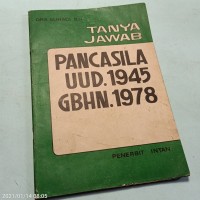 TANYA
JAWAB
PANCASILA
UUD.1945
GBHN.1978
PENERBIT INTAN